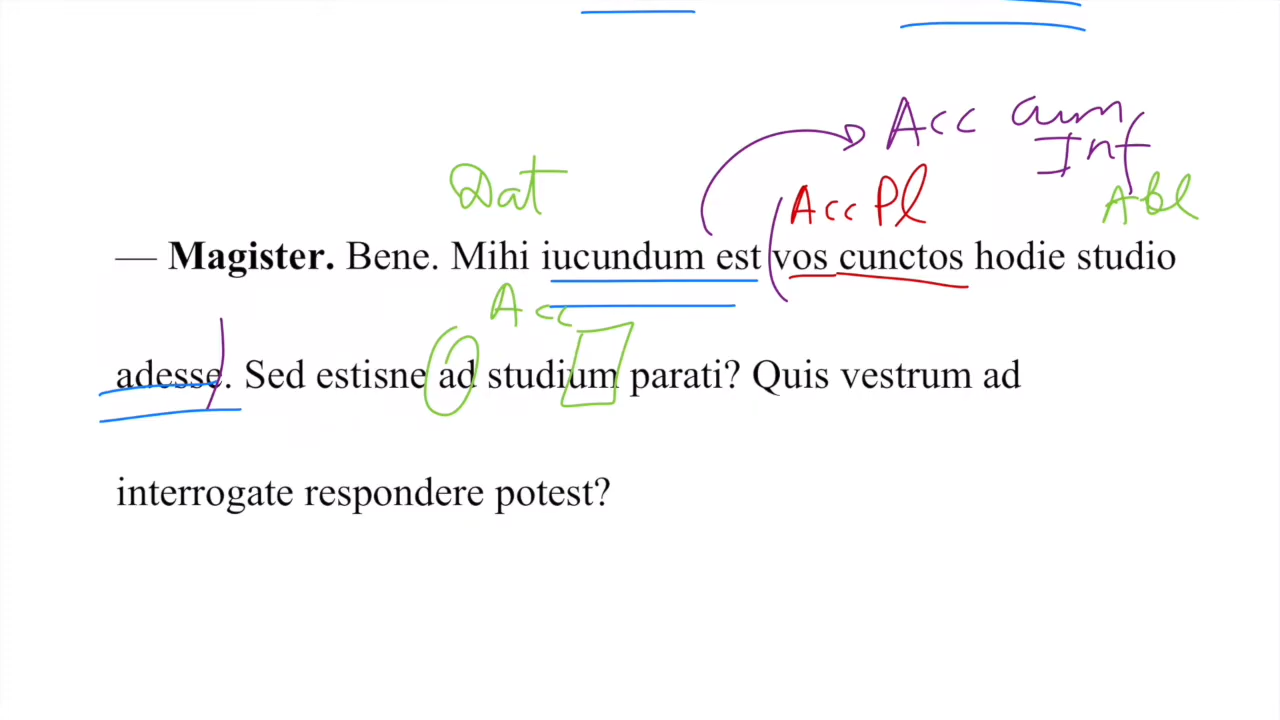 Acc cum
Inf
Dat
Acc Pl
ABl
— Magister. Bene. Mihi iucundum est vos cunctos hodie studio
Acc
adesse. Sed estisne ad studium parati? Quis vestrum ad
interrogate respondere potest?